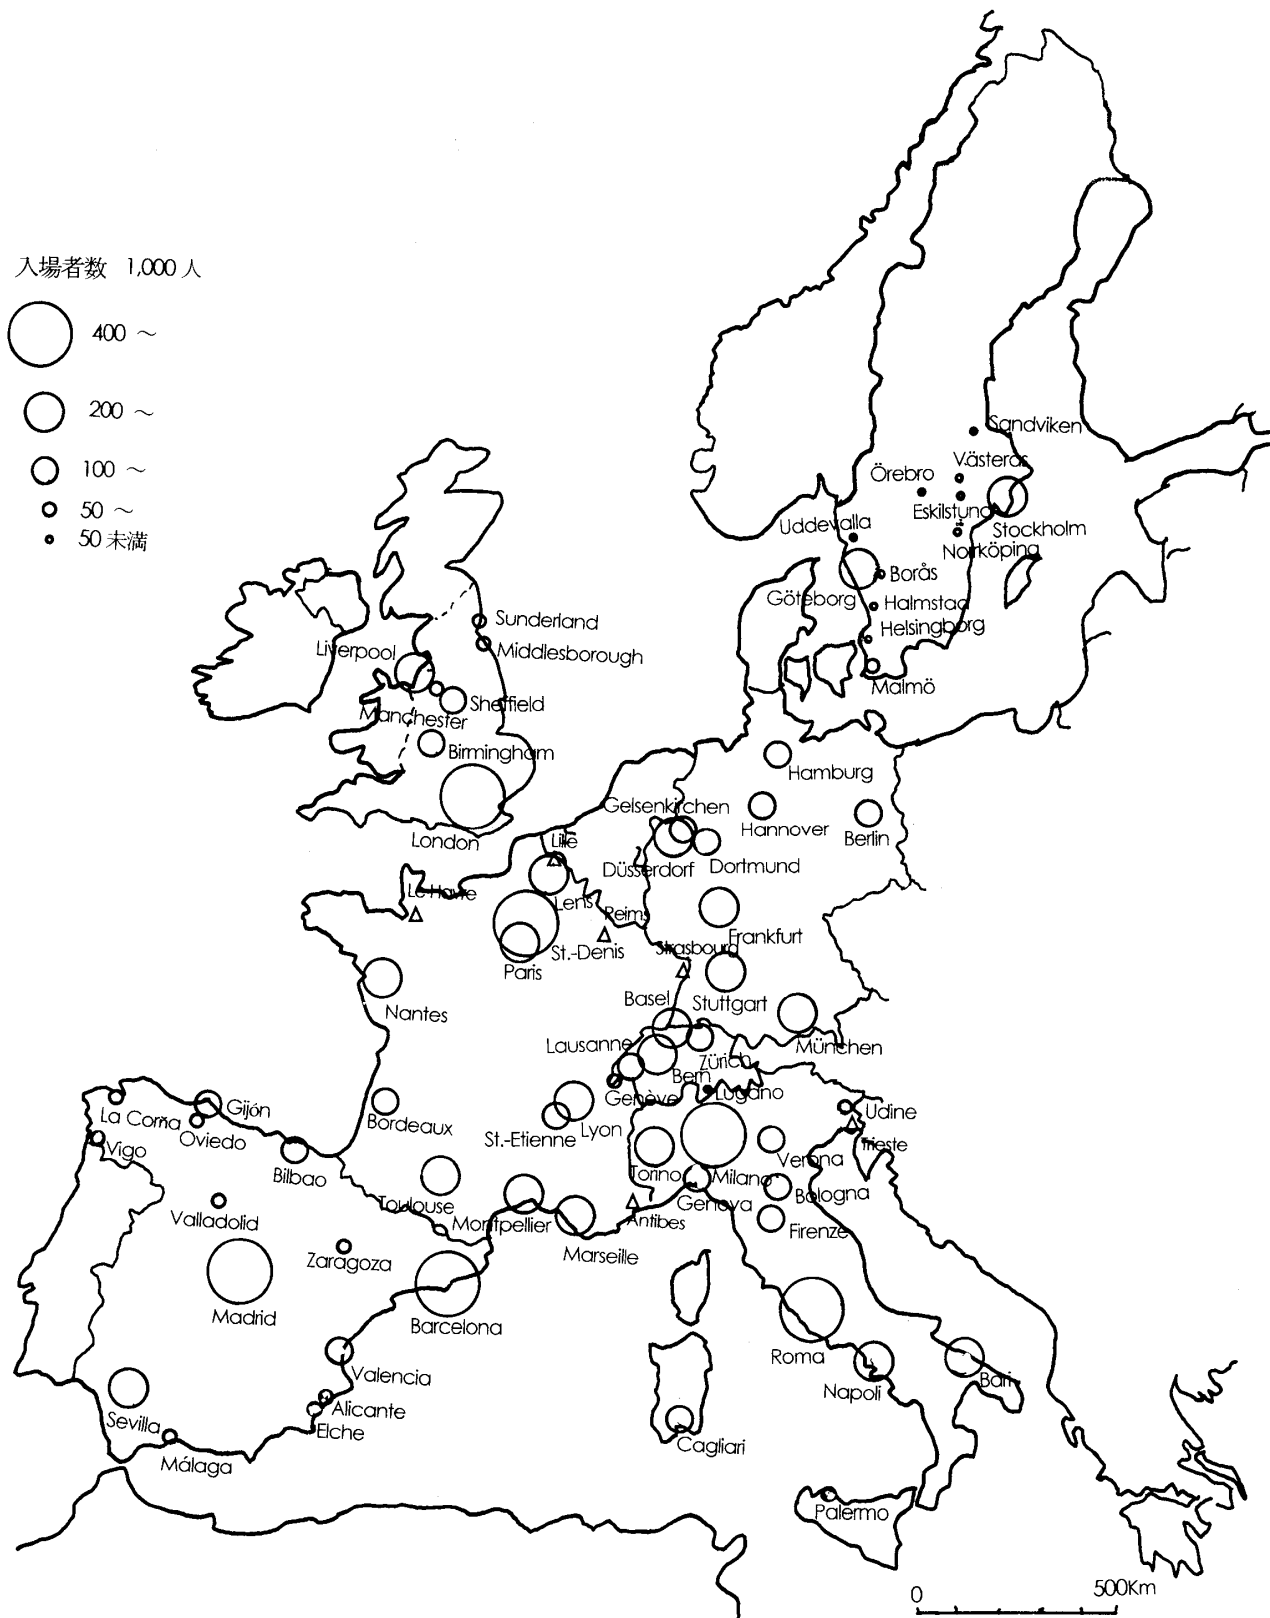 入場者数 1,000 人
400 ～
200 ～
100 ～
50 ～
50 未満
Sandviken
Västerås
Örebro
Eskilstuna
Stockholm
Uddevalla
Norrköping
Borås
Göteborg
Halmstad
Helsingborg
Malmö
Sunderland
Liverpool
Middlesborough
Sheffield
Manchester
Birmingham
London
Hamburg
Gelsenkirchen
Hannover
Berlin
Düsserdorf
Dortmund
Lille
Le Havre
Lens
Reims
Frankfurt
St.-Denis
Strasbourg
Paris
Basel
Stuttgart
Nantes
München
Lausanne
Zürich
Bern
Genève
Lugano
La Corña
Gijón
Oviedo
Bordeaux
St.-Etienne
Lyon
Udine
Trieste
Vigo
Bilbao
Torino
Milano
Verona
Genova
Bologna
Valladolid
Toulouse
Montpellier
Antibes
Firenze
Marseille
Zaragoza
Madrid
Barcelona
Roma
Napoli
Bari
Valencia
Alicante
Sevilla
Elche
Cagliari
Málaga
Palermo
0 500Km